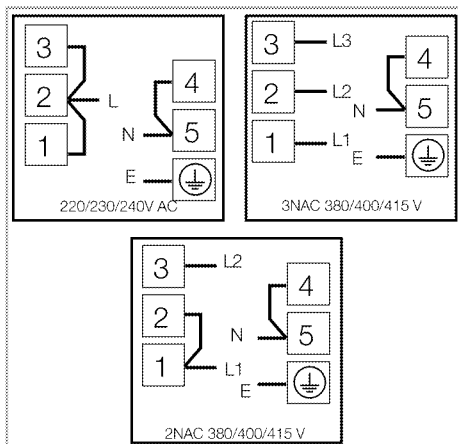 3
2 L
1
4
N 5
E
220/230/240V AC
3 L3
2 L2
1 L1
4
N 5
E
3NAC 380/400/415 V
3 L2
2
1 L1
4
N 5
E
2NAC 380/400/415 V